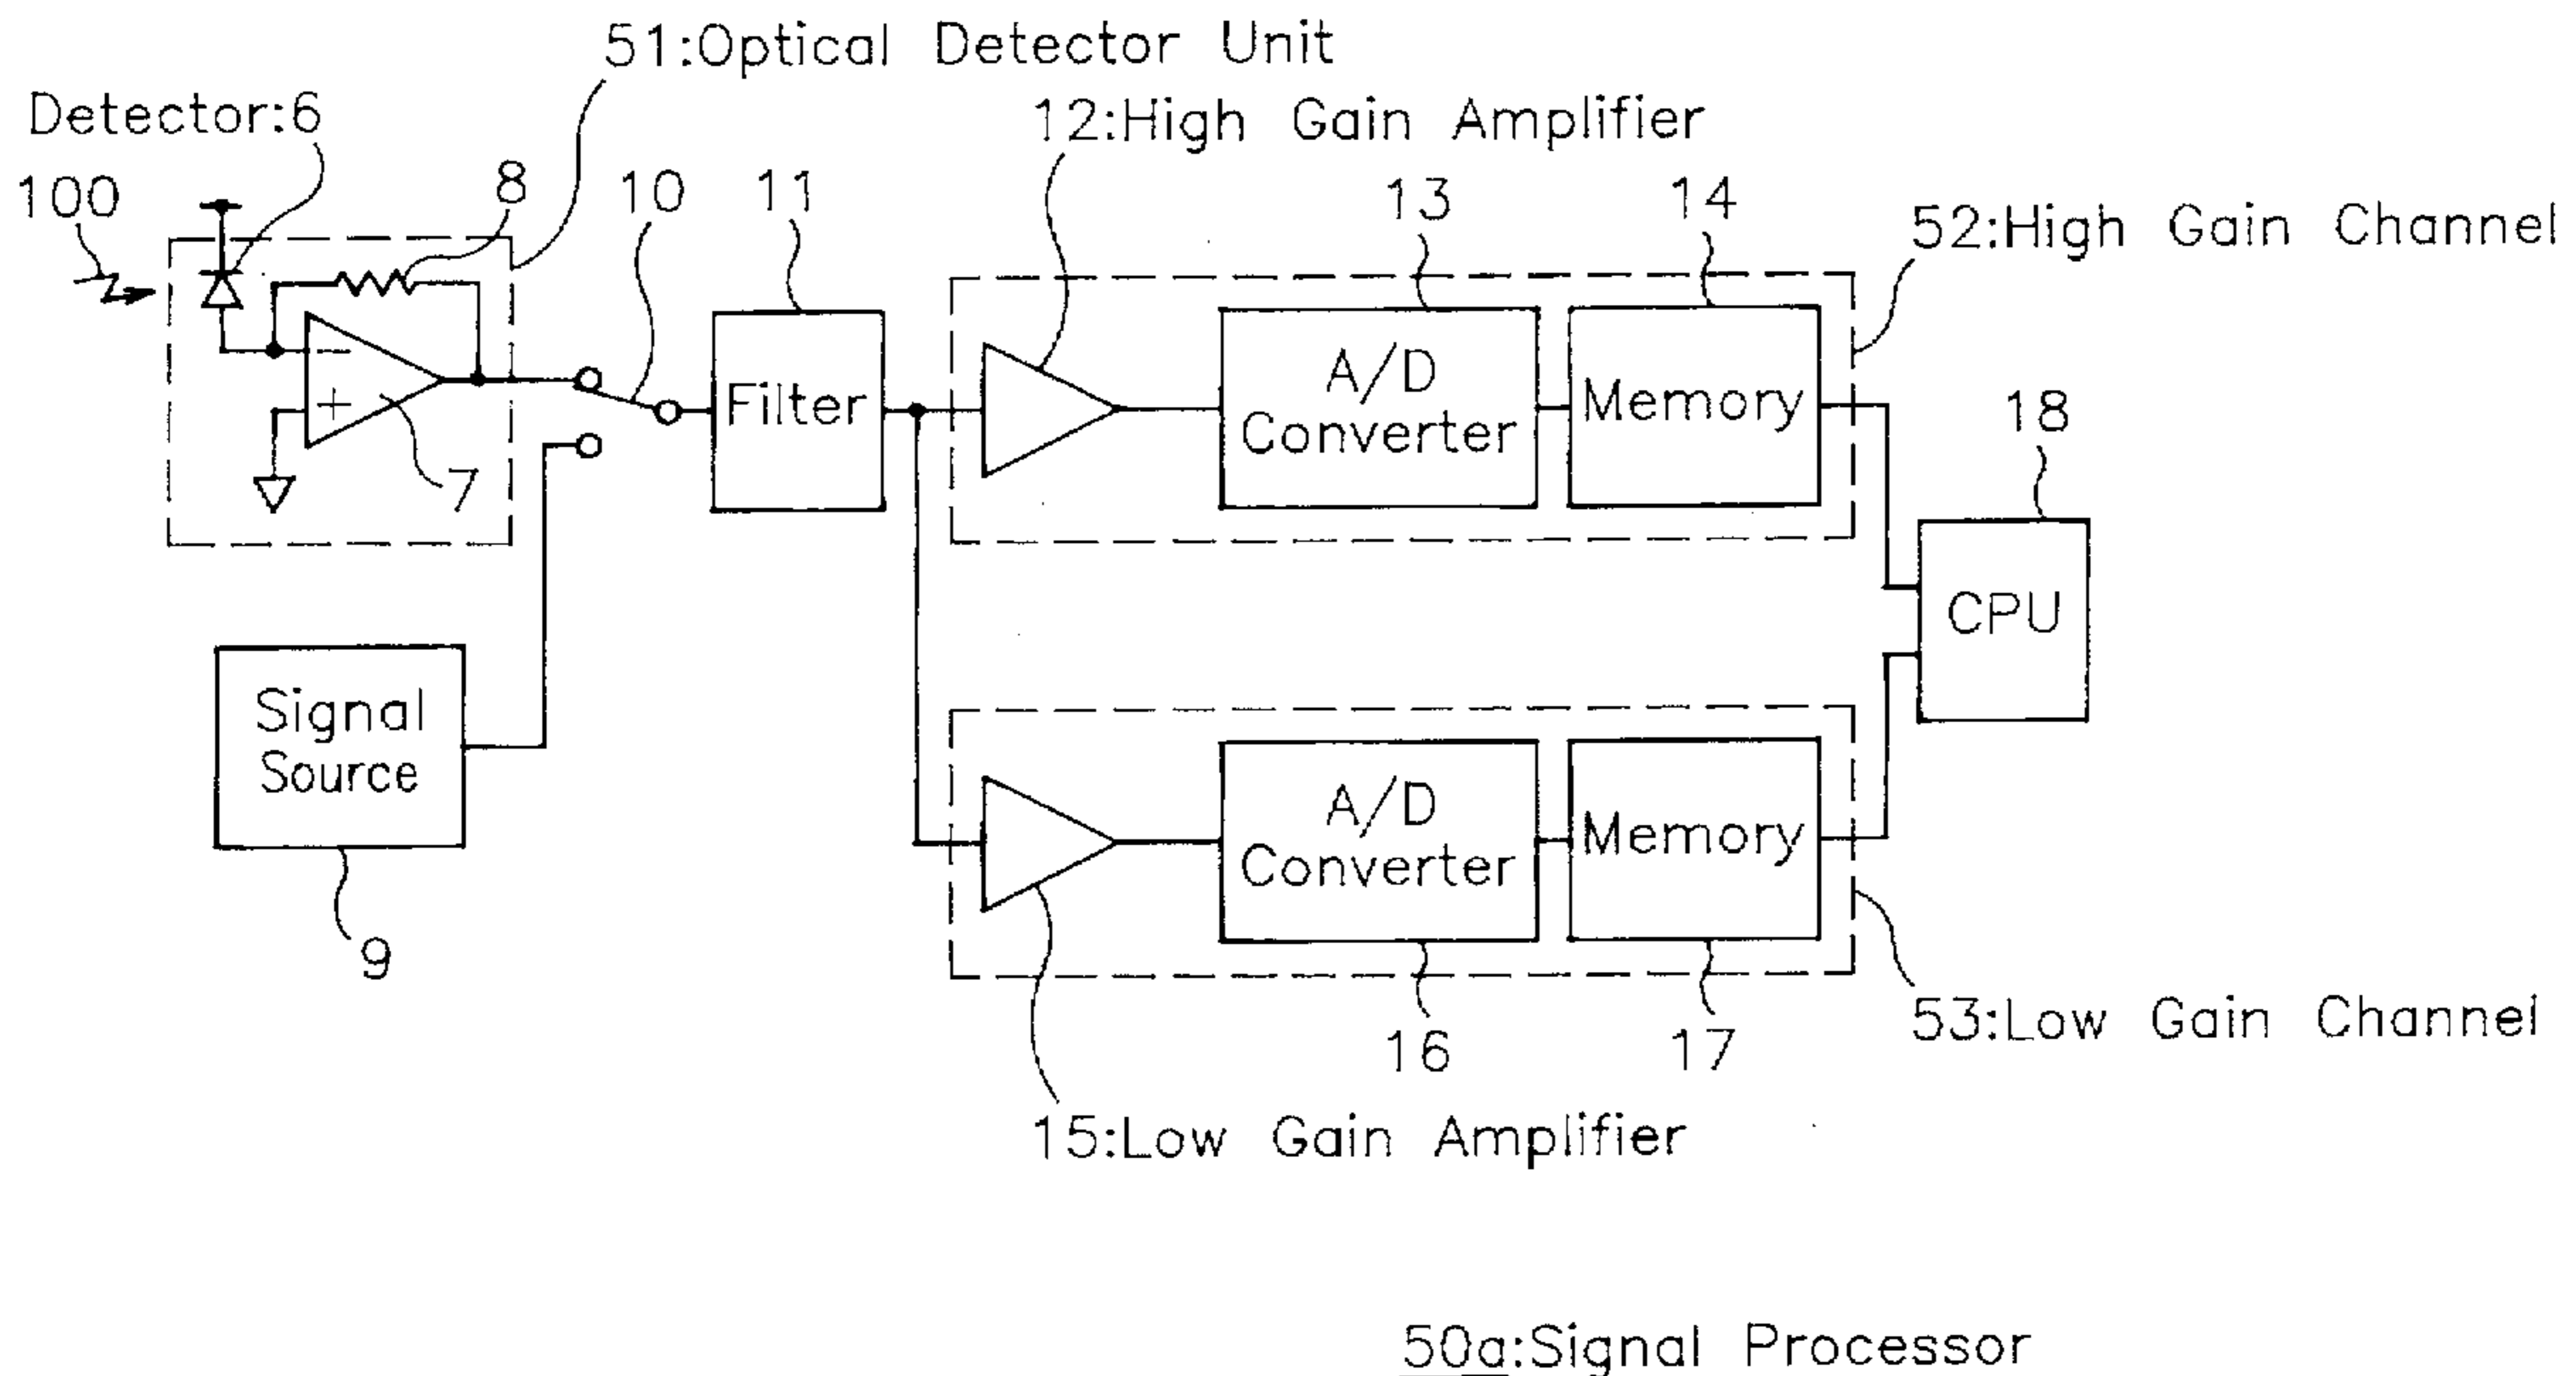 51:Optical Detector Unit
Detector:6
12:High Gain Amplifier
100
8
10
11
13
14
52:High Gain Channel
−
+
7
Filter
A/D
Converter
Memory
18
CPU
Signal
Source
9
A/D
Converter
Memory
16
17
53:Low Gain Channel
15:Low Gain Amplifier
50a:Signal Processor